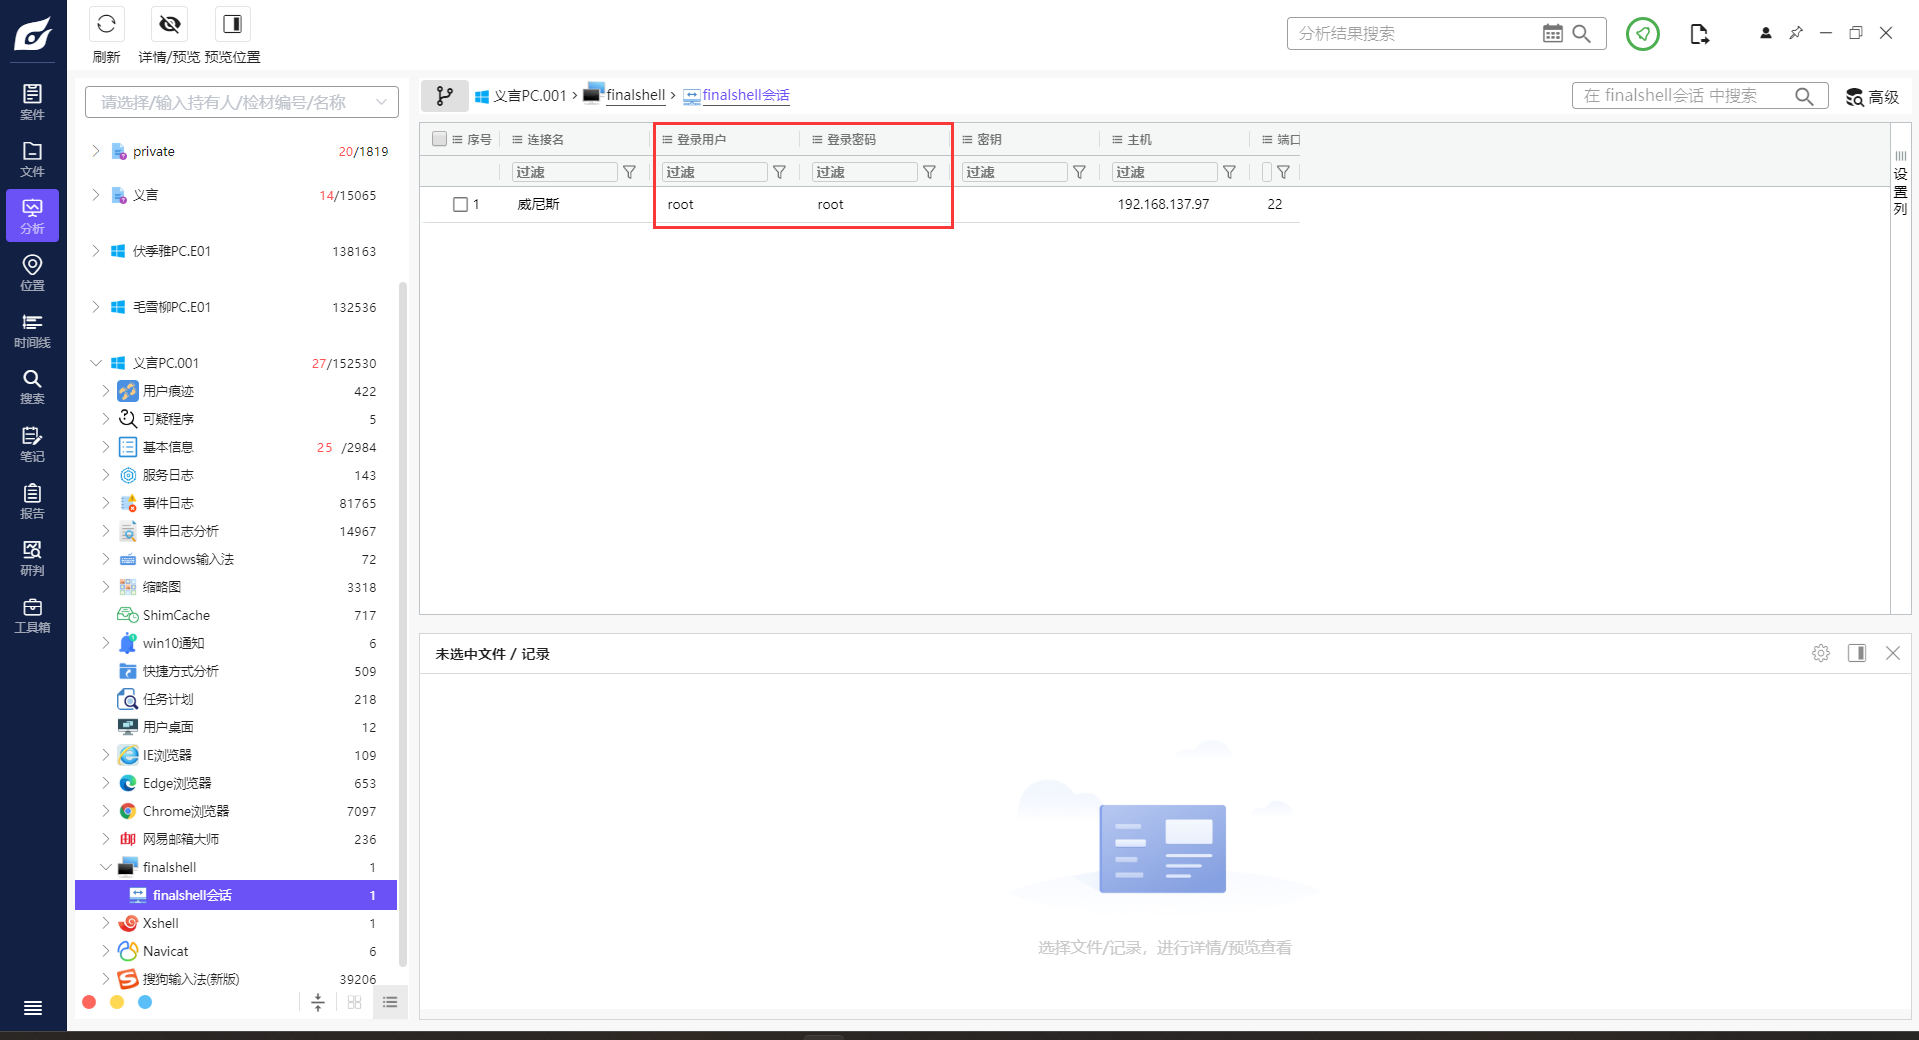 刷新
详情/预览
预览位置
分析结果搜索
案件
文件
分析
位置
时间线
搜索
笔记
报告
研判
工具箱
请选择/输入持有人/检材编号/名称
private 20/1819
义言 14/15065
伏季雅PC.E01 138163
毛雪柳PC.E01 132536
义言PC.001 27/152530
用户痕迹 422
可疑程序 5
基本信息 25 /2984
服务日志 143
事件日志 81765
事件日志分析 14967
windows输入法 72
缩略图 3318
ShimCache 717
win10通知 6
快捷方式分析 509
任务计划 218
用户桌面 12
IE浏览器 109
Edge浏览器 653
Chrome浏览器 7097
网易邮箱大师 236
finalshell 1
finalshell会话 1
Xshell 1
Navicat 6
搜狗输入法(新版) 39206
义言PC.001 › finalshell › finalshell会话
在 finalshell会话 中搜索
高级
序号 连接名 登录用户 登录密码 密钥 主机 端口
过滤 过滤 过滤 过滤 过滤
1 威尼斯 root root 192.168.137.97 22
设置列
未选中文件 / 记录
选择文件/记录，进行详情/预览查看